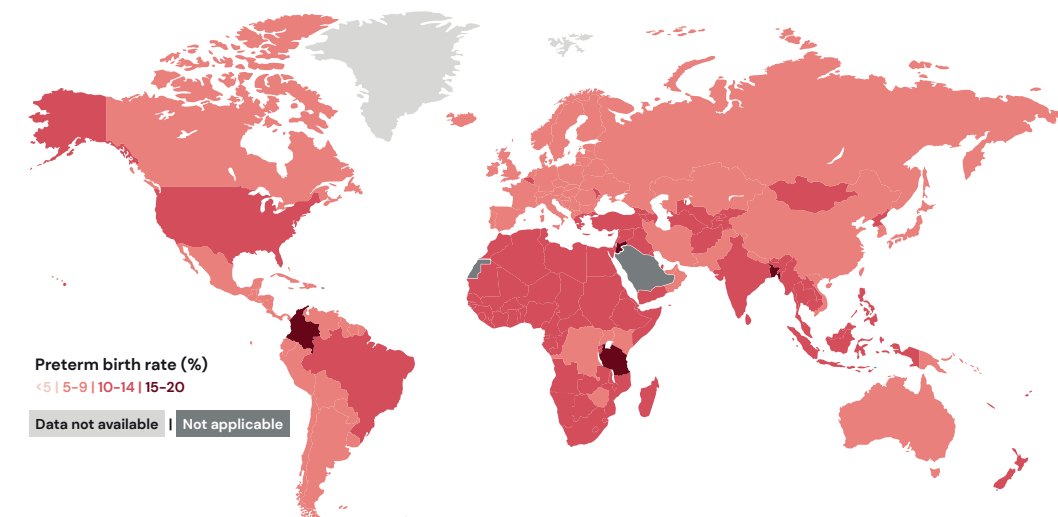 Preterm birth rate (%)
<5 | 5-9 | 10-14 | 15-20
Data not available | Not applicable